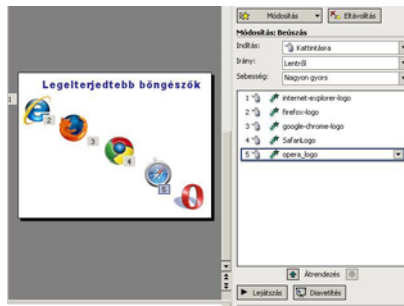 Módosítás
Eltávolítás
Módosítás: Beúszás
Indítás:
Kattintásra
Irány:
Lentről
Sebesség:
Nagyon gyors
Legelterjedtebb böngészők
1
2
3
4
5
1 internet-explorer-logo
2 firefox-logo
3 google-chrome-logo
4 SafariLogo
5 opera_logo
Átrendezés
Lejátszás
Diavetítés